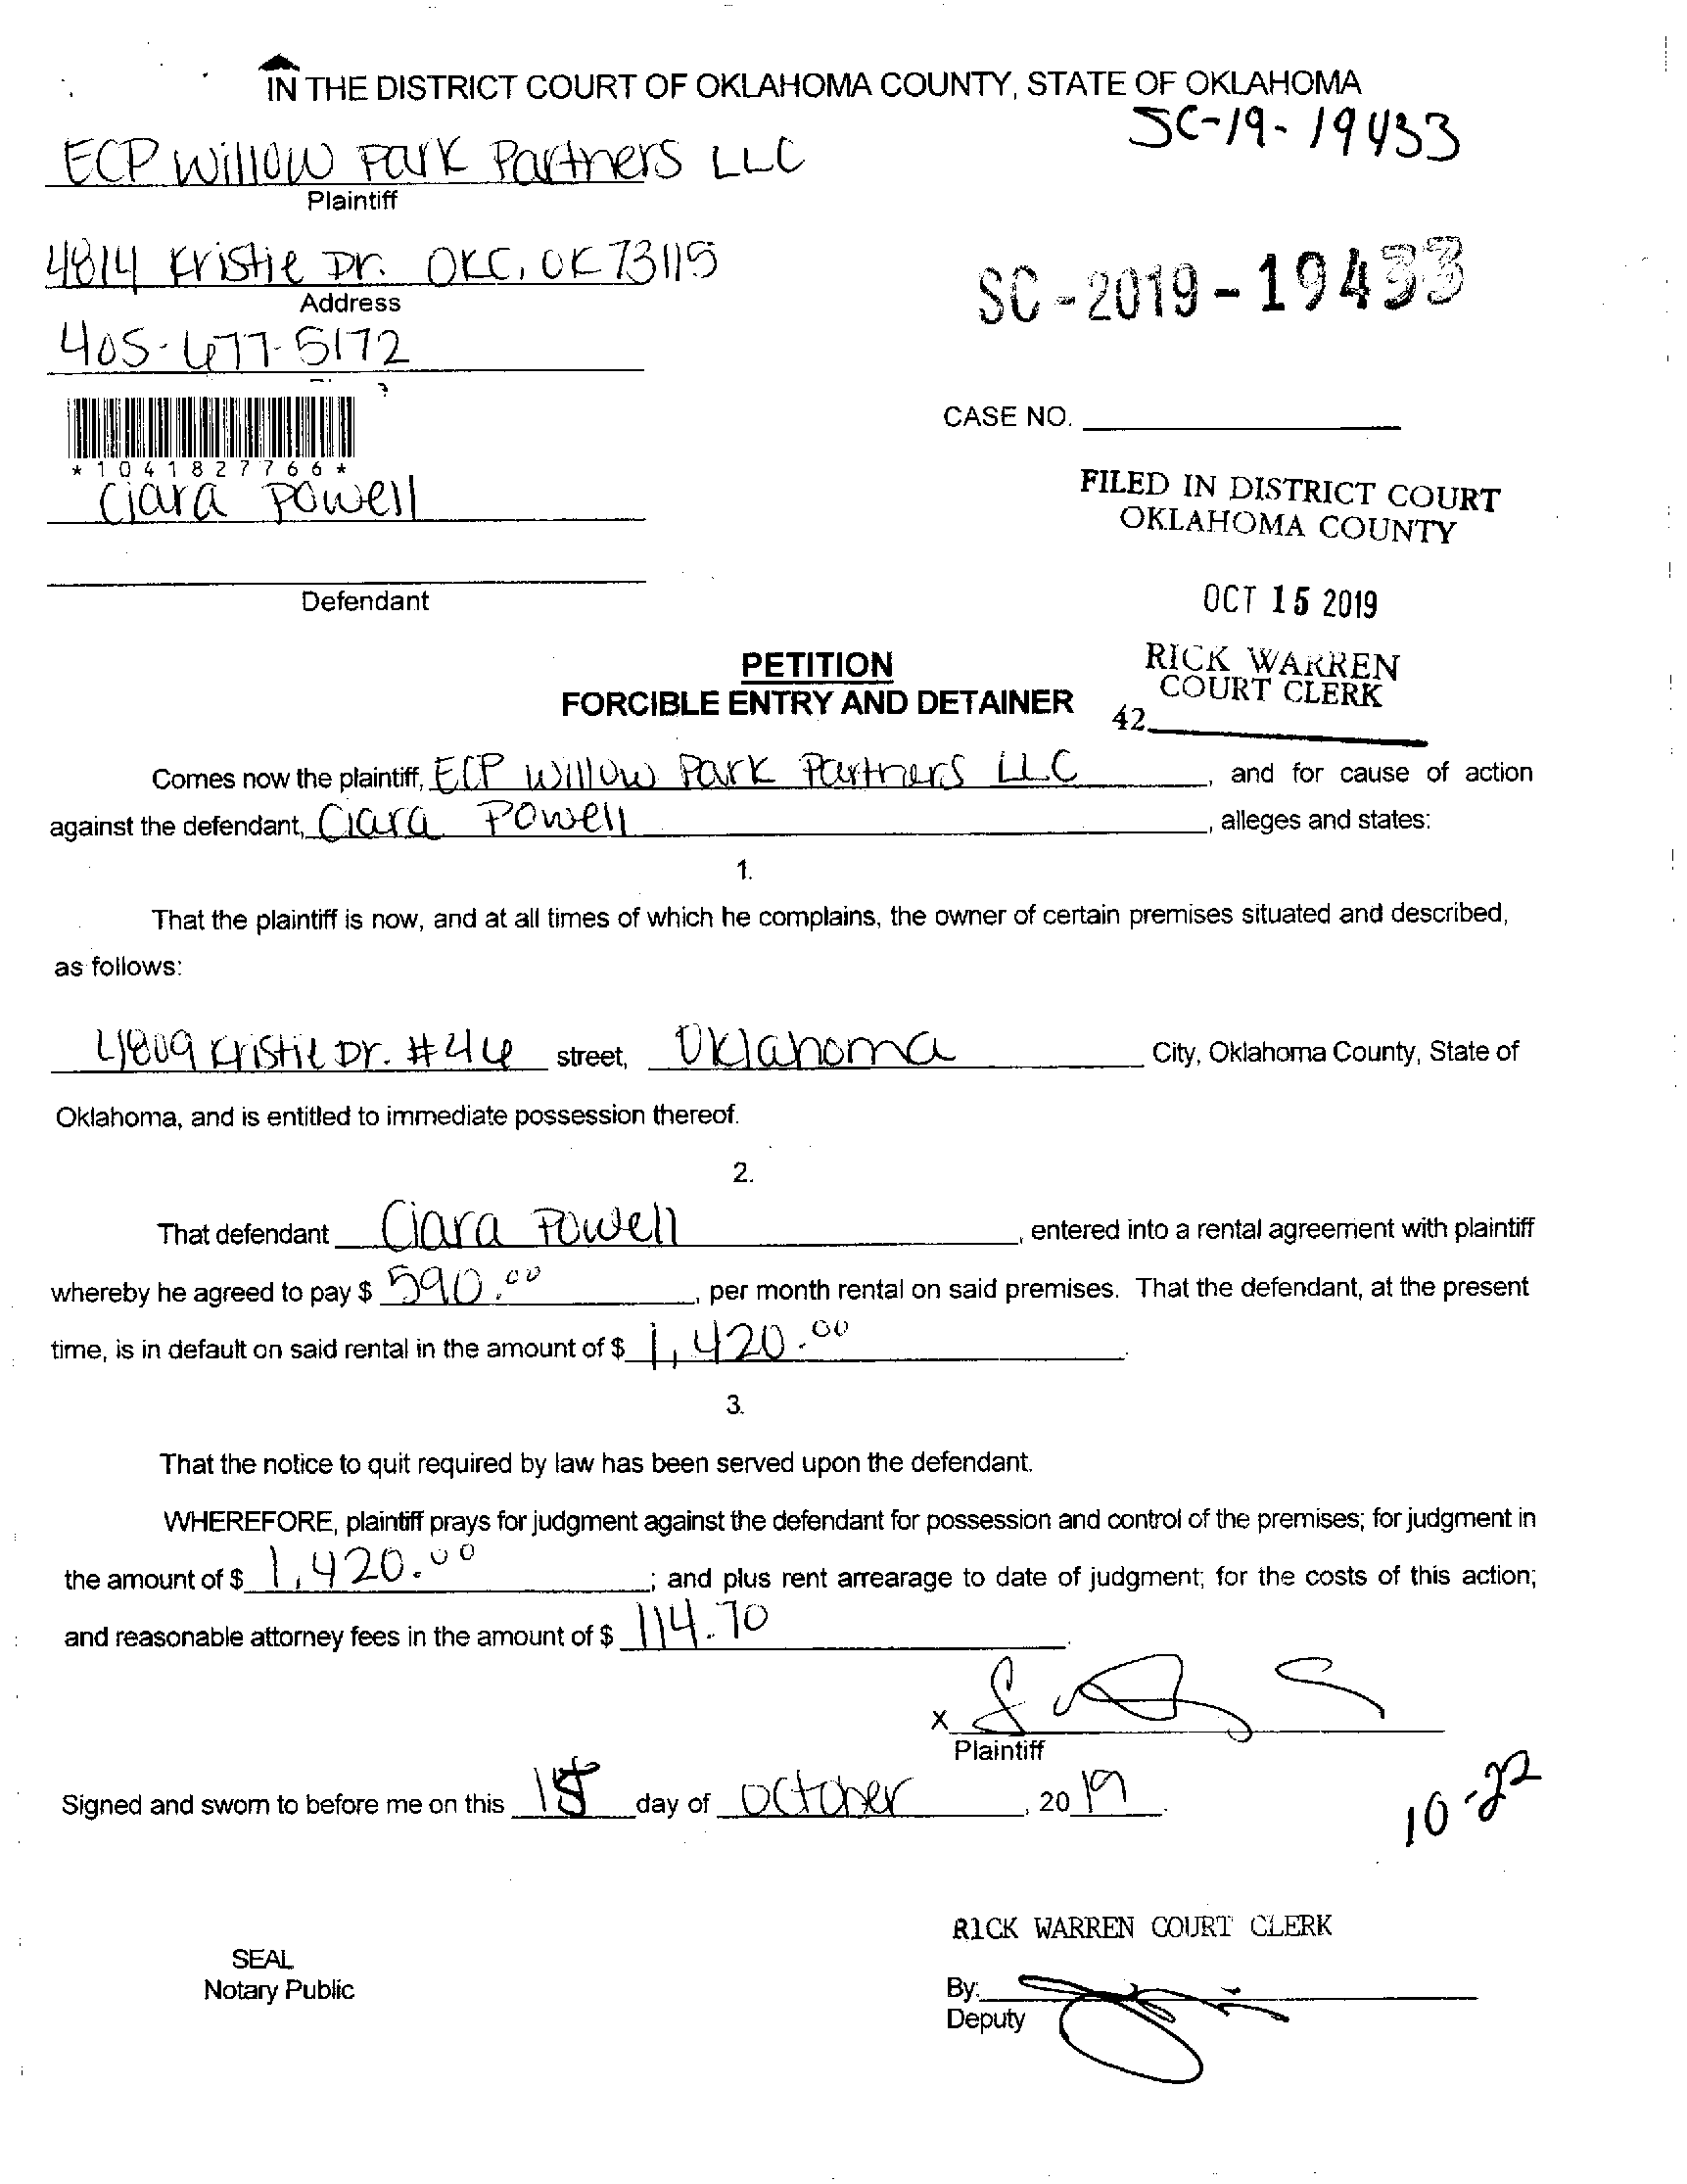 IN THE DISTRICT COURT OF OKLAHOMA COUNTY, STATE OF OKLAHOMA
SC-19-19433
ECP Willow Park Partners LLC
Plaintiff
4814 Kristie Dr. OKC, OK 73115
Address
SC-2019-19433
405-677-5172
CASE NO.
*1041827766*
Ciara Powell
FILED IN DISTRICT COURT
OKLAHOMA COUNTY
Defendant
OCT 15 2019
PETITION
FORCIBLE ENTRY AND DETAINER
RICK WARREN
COURT CLERK
42
Comes now the plaintiff, ECP Willow Park Partners LLC, and for cause of action
against the defendant, Ciara Powell, alleges and states:
1.
That the plaintiff is now, and at all times of which he complains, the owner of certain premises situated and described,
as follows:
4809 Kristie Dr. #46 street, Oklahoma City, Oklahoma County, State of
Oklahoma, and is entitled to immediate possession thereof.
2.
That defendant Ciara Powell, entered into a rental agreement with plaintiff
whereby he agreed to pay $ 590.00, per month rental on said premises. That the defendant, at the present
time, is in default on said rental in the amount of $ 1,420.00.
3.
That the notice to quit required by law has been served upon the defendant.
WHEREFORE, plaintiff prays for judgment against the defendant for possession and control of the premises; for judgment in
the amount of $ 1,420.00; and plus rent arrearage to date of judgment; for the costs of this action;
and reasonable attorney fees in the amount of $ 114.70.
X
Plaintiff
Signed and sworn to before me on this 15 day of October, 2019.
10-22
RICK WARREN COURT CLERK
SEAL
Notary Public
By:
Deputy